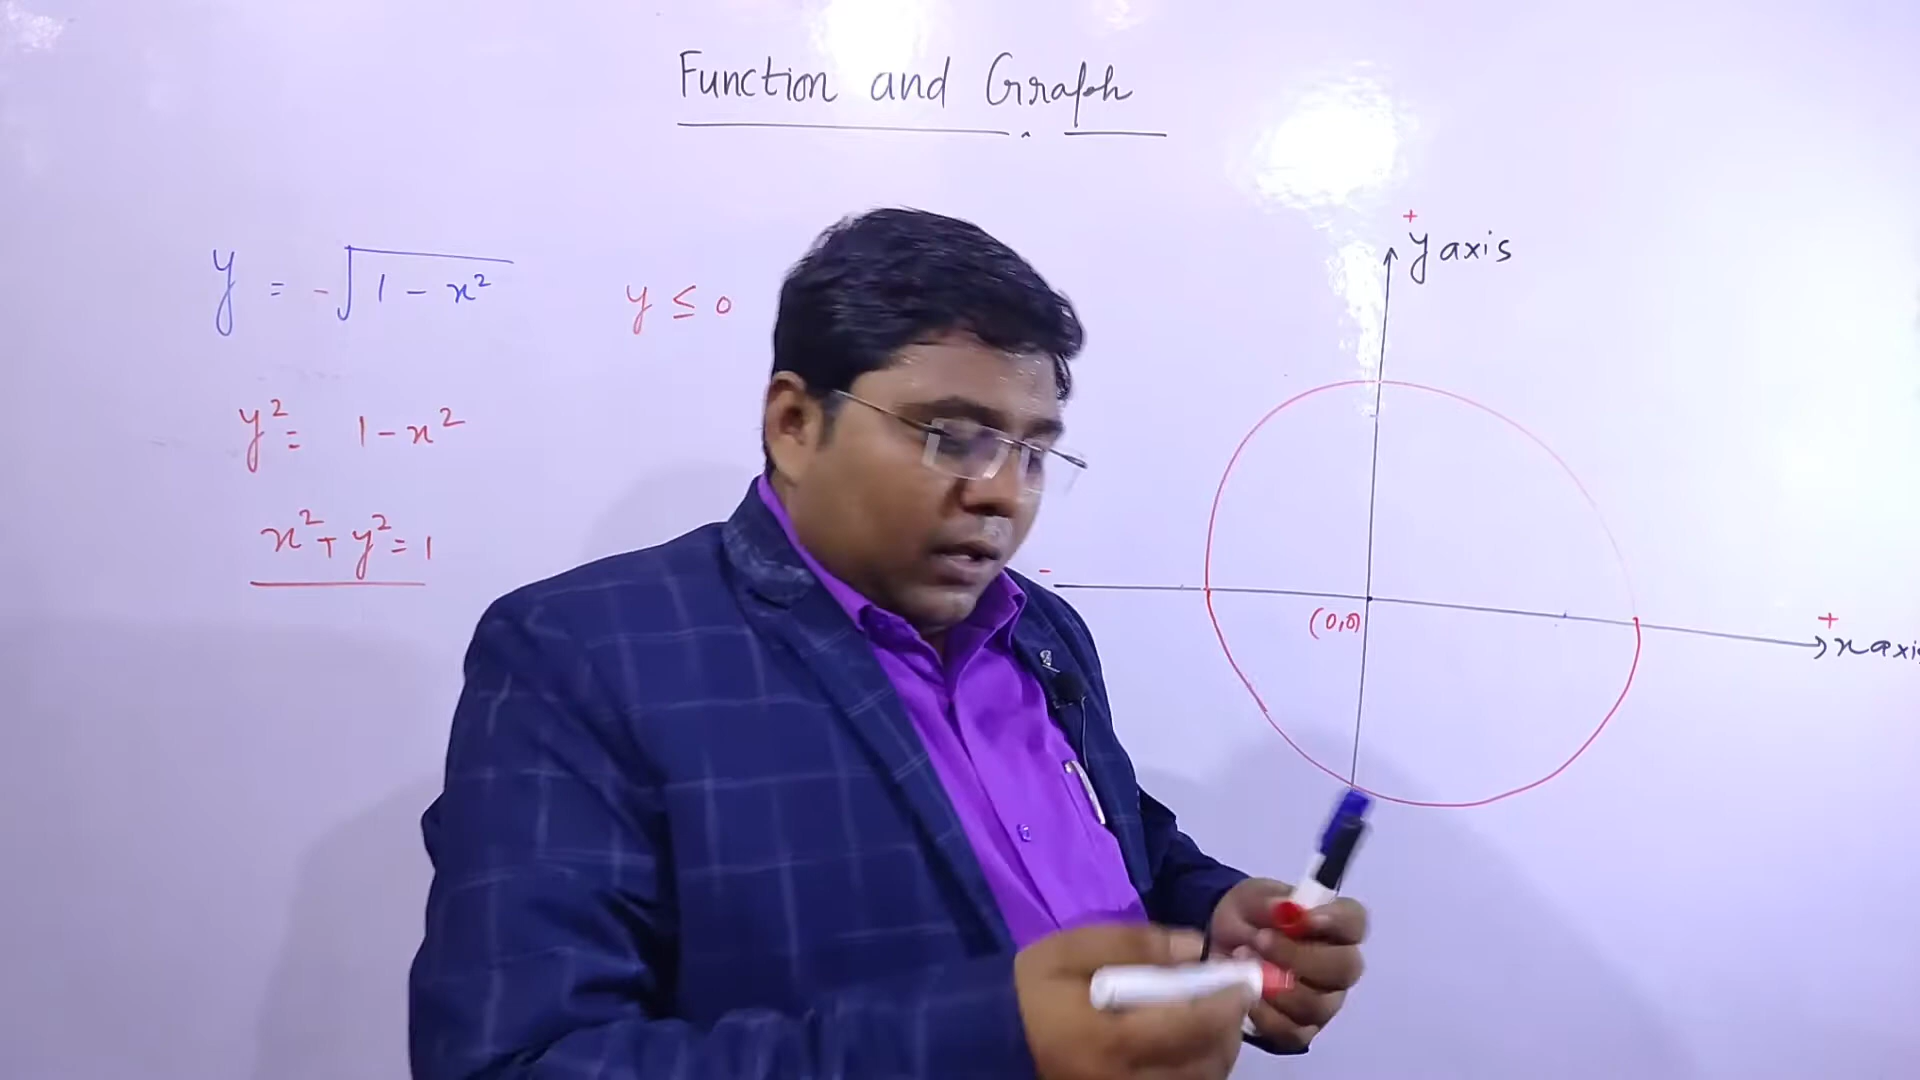 Function and Graph
y = -√1 - x²
y ≤ 0
y² = 1-x²
x² + y² = 1
+
y axis
-
(0,0)
+
x axis